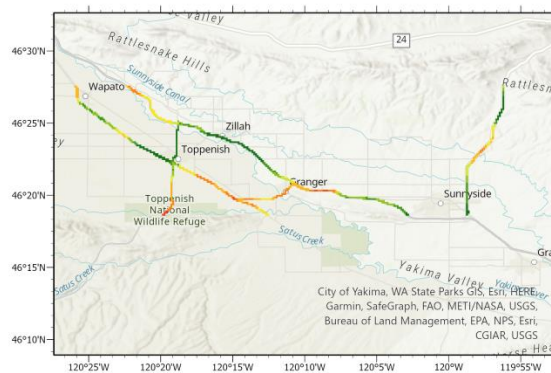 Valley
46°30'N
Rattlesnake Hills
24
Sunnyside Canal
Rattlesn
Wapato
46°25'N
Zillah
ey
Toppenish
46°20'N
Granger
Sunnyside
Toppenish
National
Wildlife Refuge
Satus Creek
46°15'N
Yakima Valley
Gra
Satus Creek
City of Yakima, WA State Parks GIS, Esri, HERE,
Garmin, SafeGraph, FAO, METI/NASA, USGS,
Bureau of Land Management, EPA, NPS, Esri,
CGIAR, USGS
46°10'N
120°25'W 120°20'W 120°15'W 120°10'W 120°5'W 120°W 119°55'W